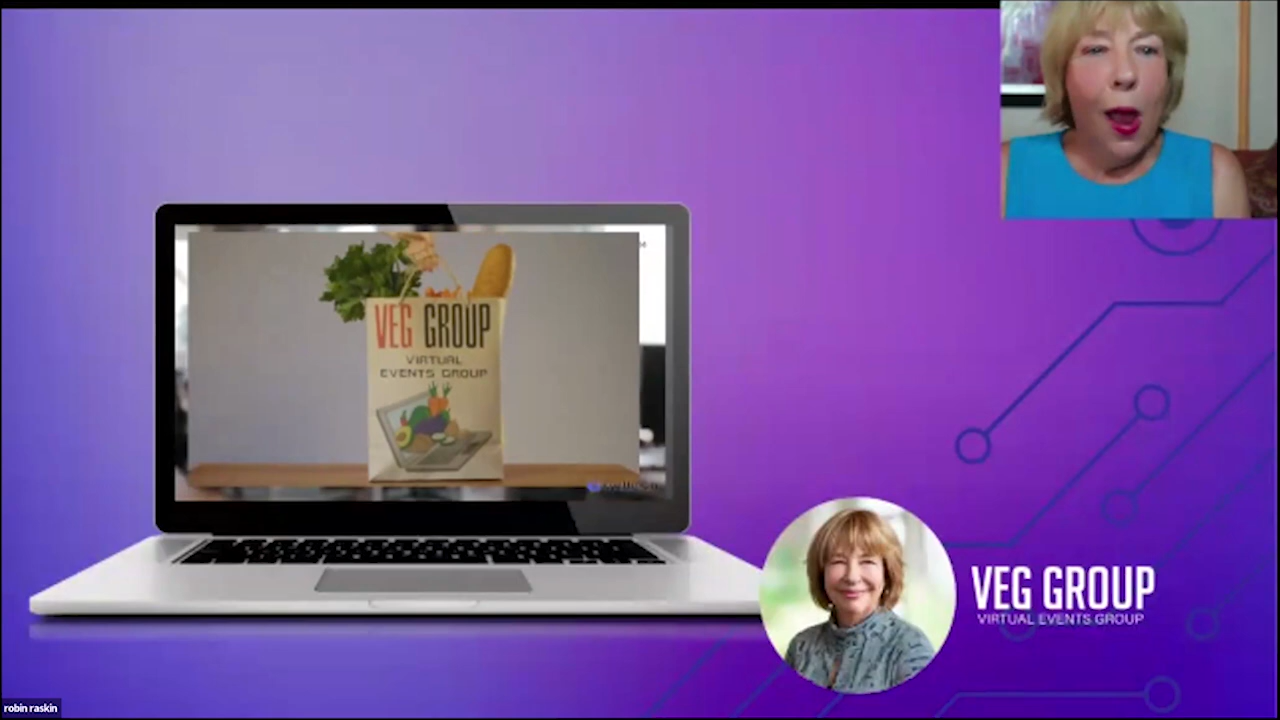 VEG GROUP
VIRTUAL
EVENTS GROUP
VEG GROUP
VIRTUAL EVENTS GROUP
robin raskin